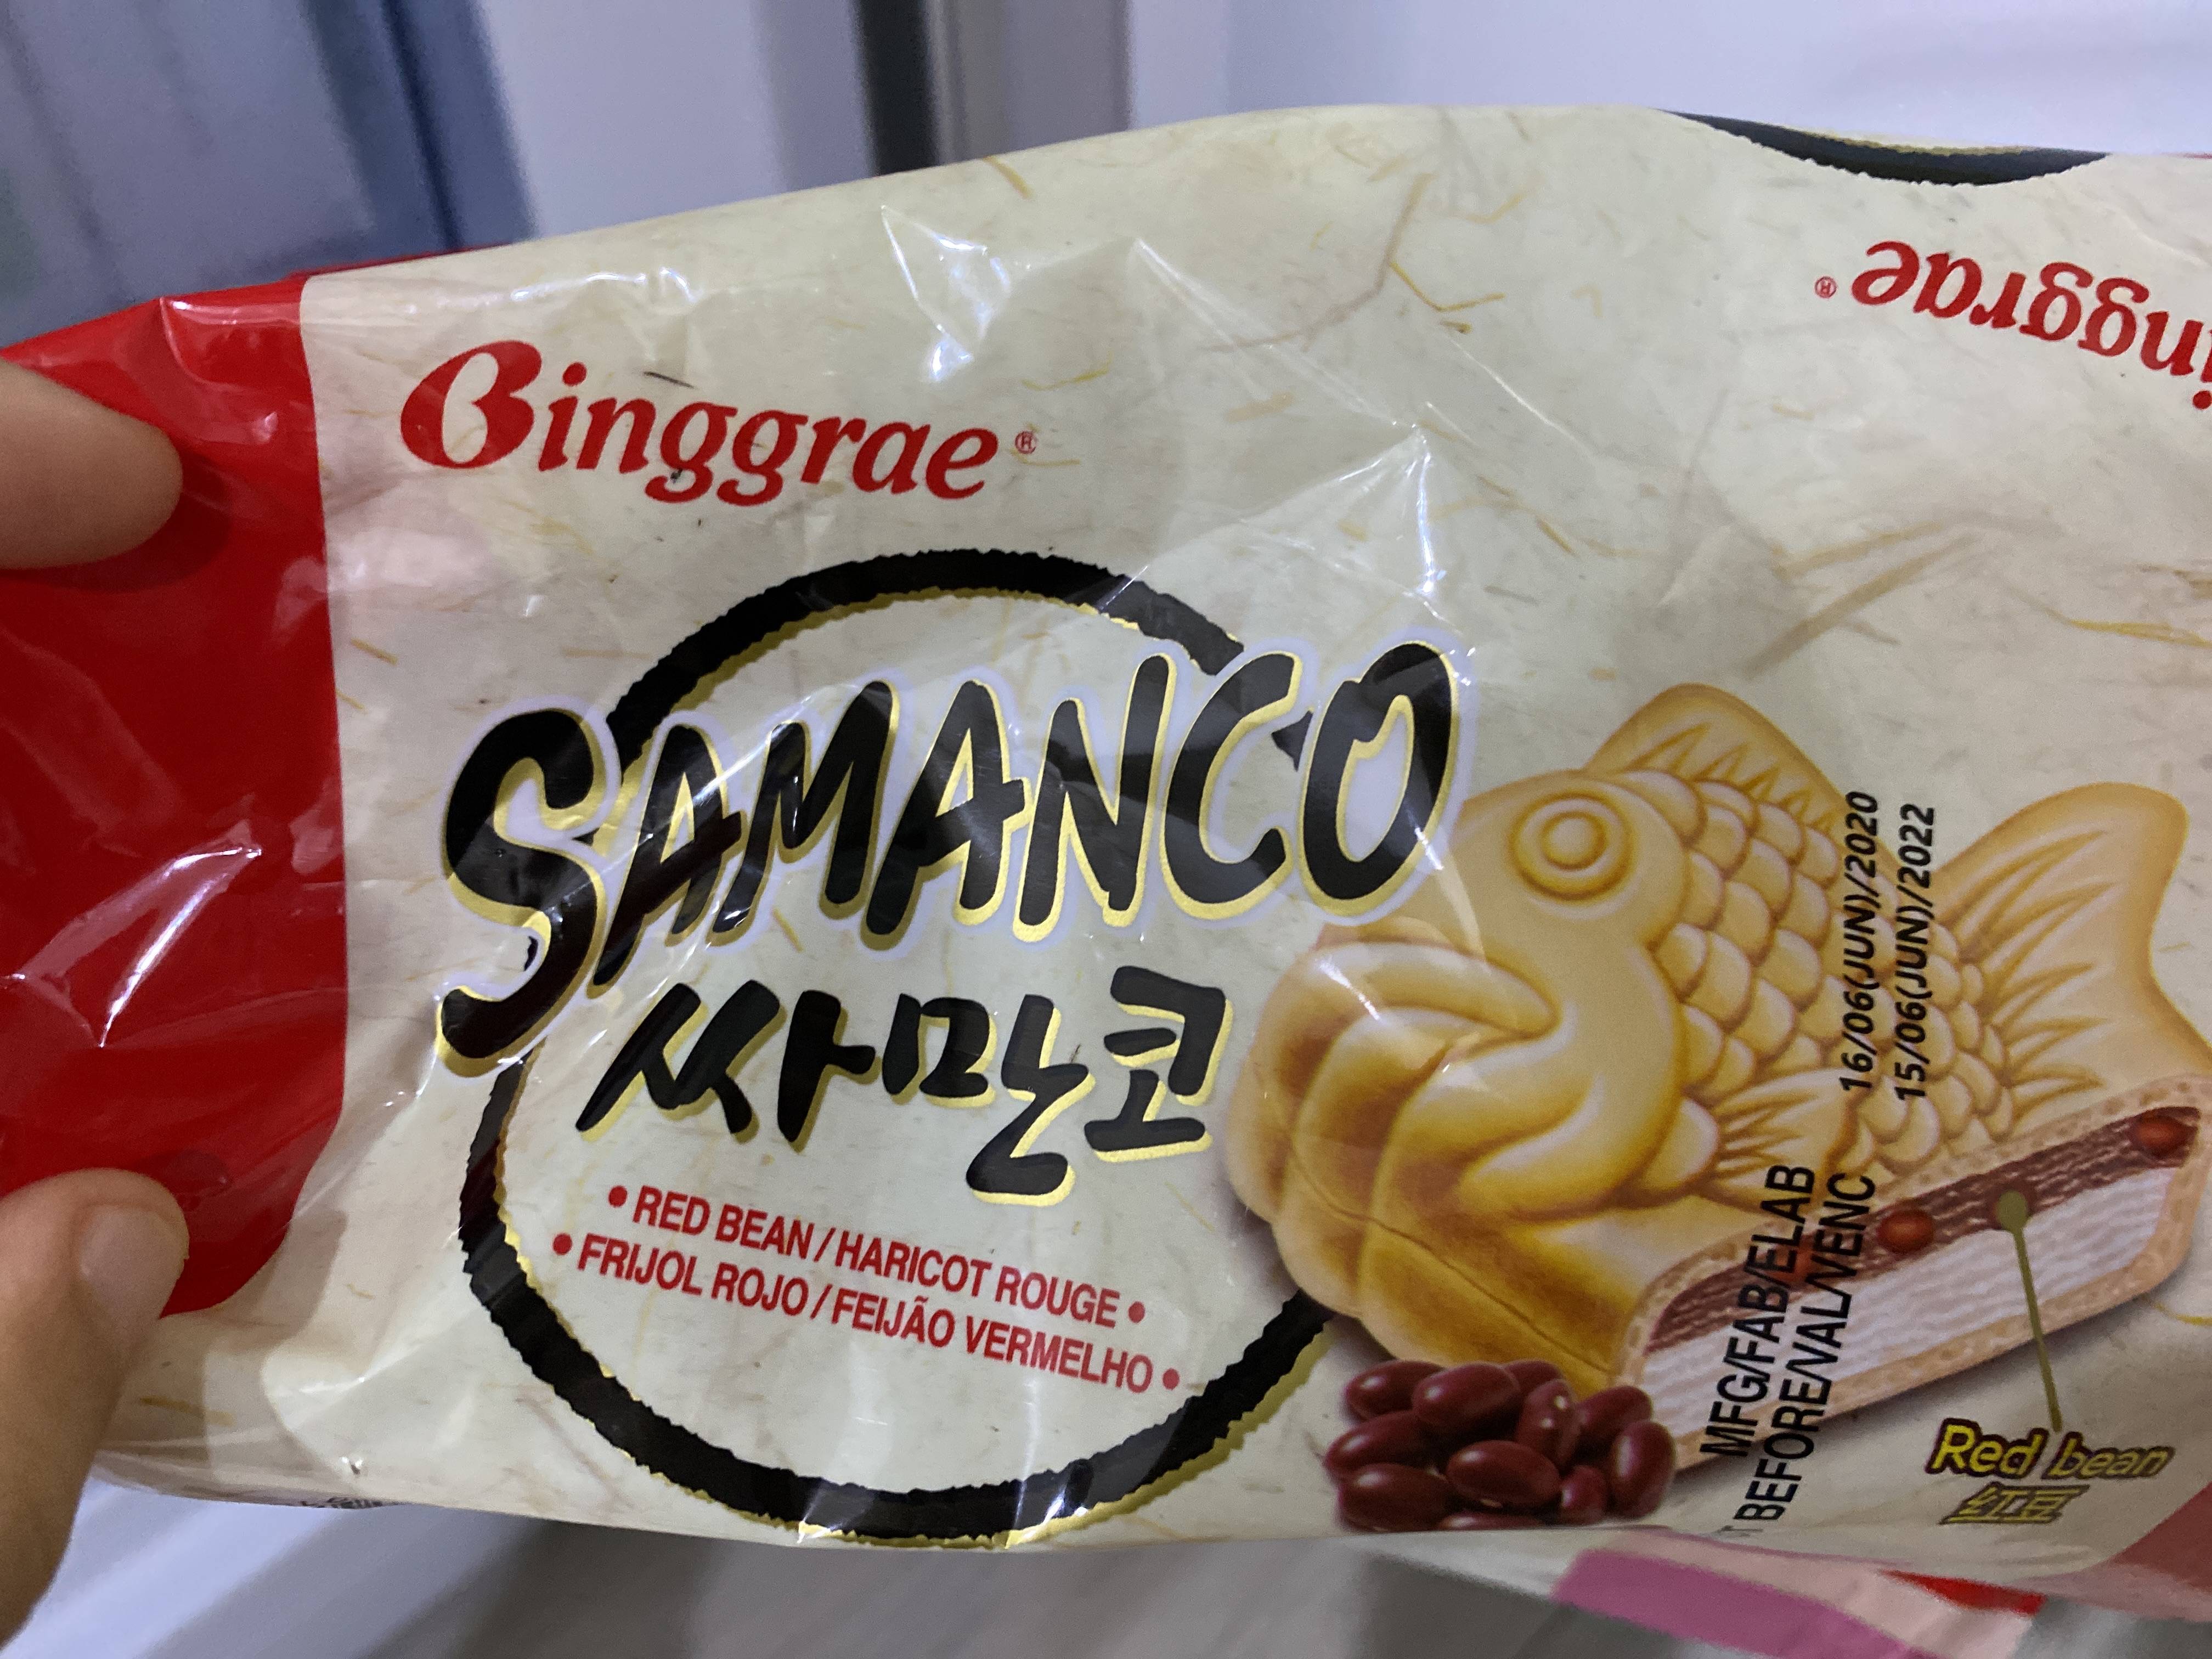 Binggrae®
Binggrae®
SAMANCO
싸만코
• RED BEAN / HARICOT ROUGE •
• FRIJOL ROJO / FEIJÃO VERMELHO •
MFG/FAB/ELAB 16/06(JUN)/2020
BEFORE/VAL/VENC 15/06(JUN)/2022
Red bean
红豆